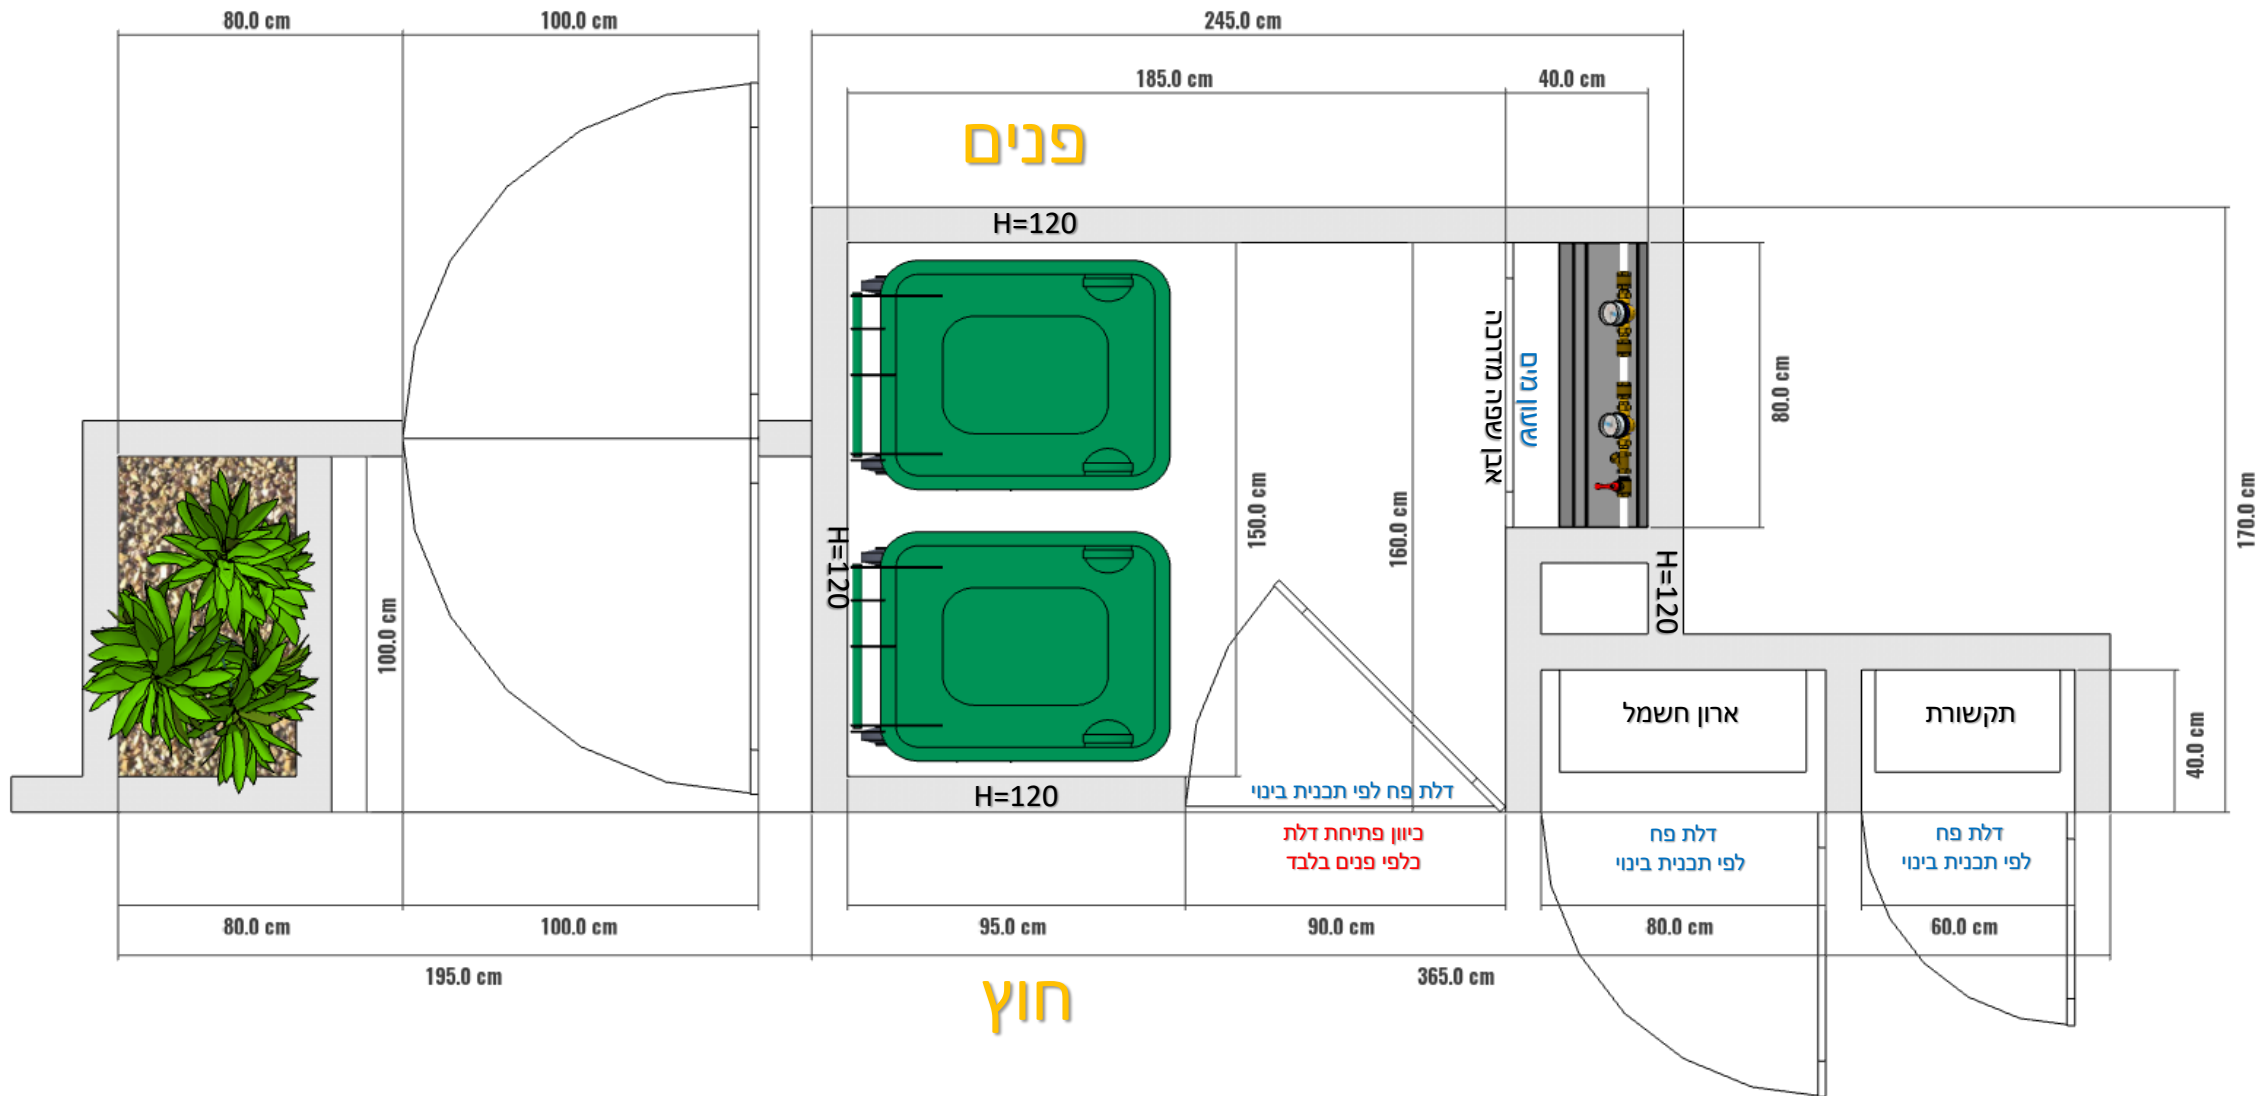 80.0 cm
100.0 cm
245.0 cm
185.0 cm
40.0 cm
פנים
H=120
אבן שפה מדרכה
שעון מים
80.0 cm
150.0 cm
160.0 cm
170.0 cm
H=120
H=120
100.0 cm
ארון חשמל
תקשורת
40.0 cm
H=120
דלת פח לפי תכנית בינוי
כיוון פתיחת דלת
כלפי פנים בלבד
דלת פח
לפי תכנית בינוי
דלת פח
לפי תכנית בינוי
80.0 cm
100.0 cm
95.0 cm
90.0 cm
80.0 cm
60.0 cm
195.0 cm
365.0 cm
חוץ